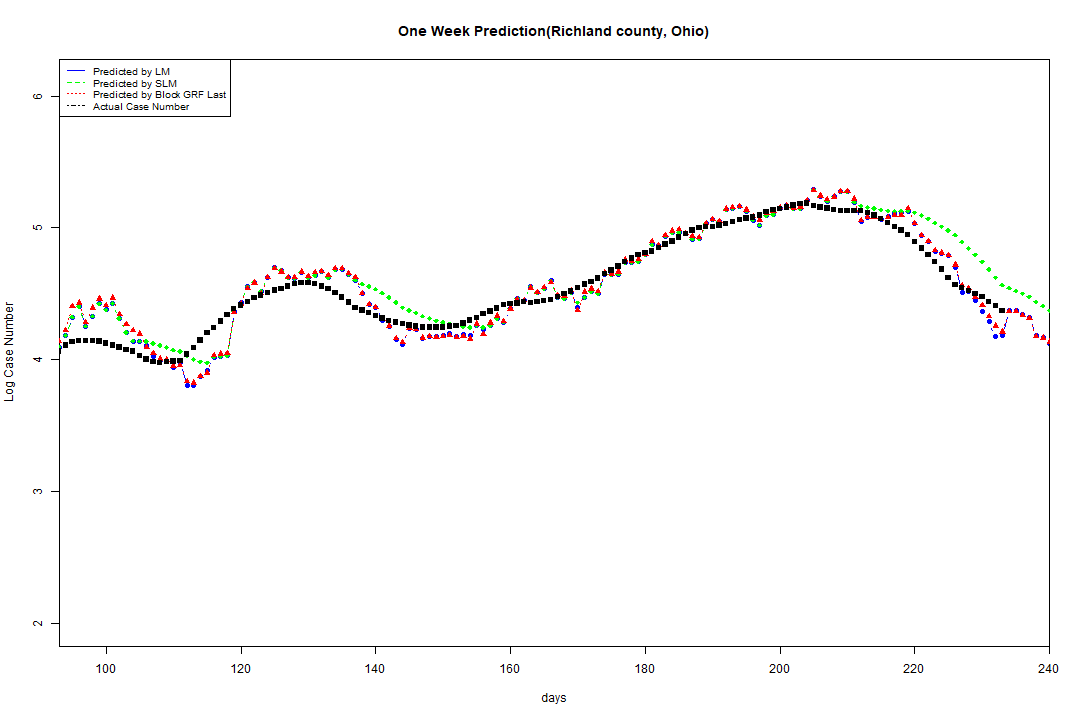 One Week Prediction(Richland county, Ohio)
Predicted by LM
Predicted by SLM
Predicted by Block GRF Last
Actual Case Number
6
5
4
3
2
Log Case Number
100 120 140 160 180 200 220 240
days